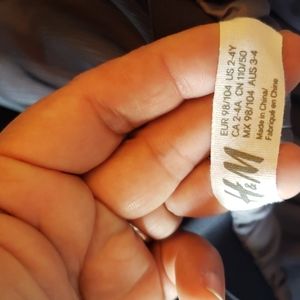 EUR 98/104 US 2-4Y
CA 2-4A CN 110/50
MX 98/104 AUS 3-4
Made in China/
Fabriqué en Chine
H&M